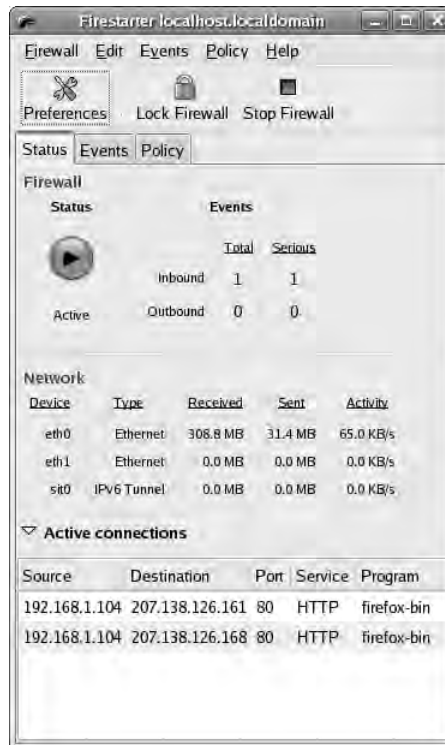 Firestarter localhost.localdomain
Firewall Edit Events Policy Help
Preferences Lock Firewall Stop Firewall
Status Events Policy
Firewall
Status Events
Total Serious
Inbound 1 1
Active Outbound 0 0
Network
Device Type Received Sent Activity
eth0 Ethernet 308.8 MB 31.4 MB 65.0 KB/s
eth1 Ethernet 0.0 MB 0.0 MB 0.0 KB/s
sit0 IPv6 Tunnel 0.0 MB 0.0 MB 0.0 KB/s
Active connections
Source Destination Port Service Program
192.168.1.104 207.138.126.161 80 HTTP firefox-bin
192.168.1.104 207.138.126.168 80 HTTP firefox-bin